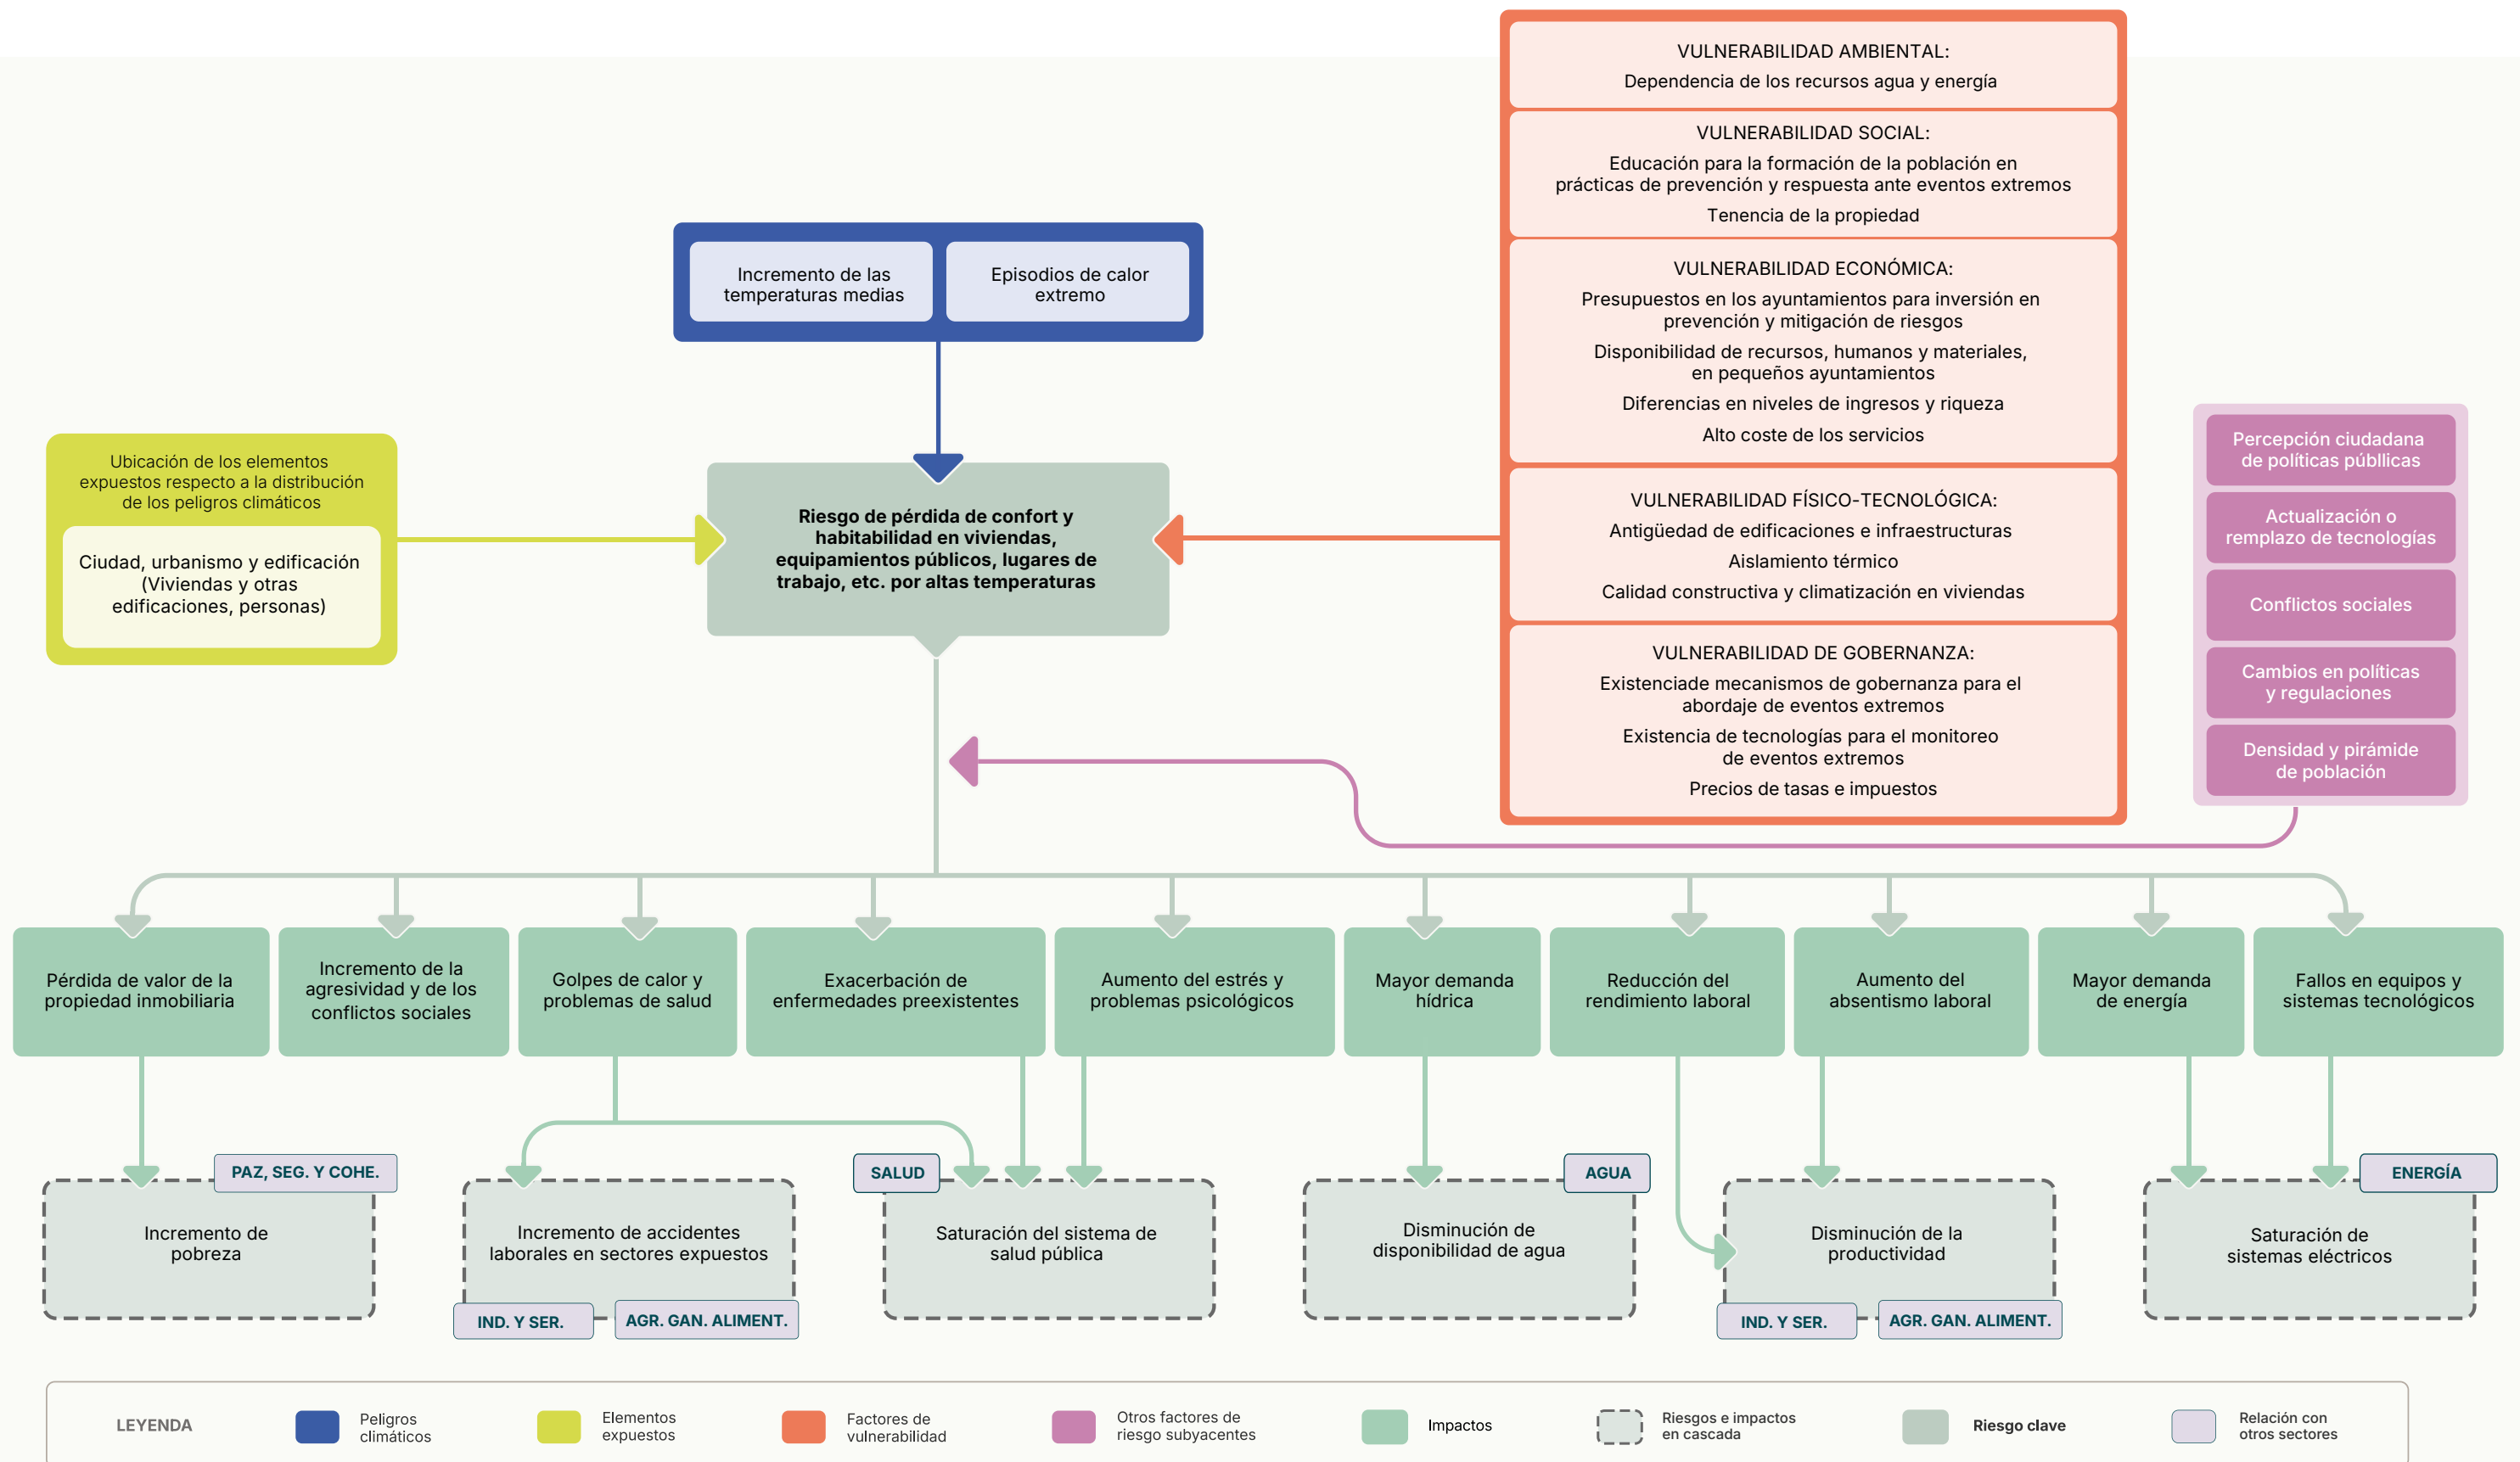 VULNERABILIDAD AMBIENTAL:
Dependencia de los recursos agua y energía
VULNERABILIDAD SOCIAL:
Educación para la formación de la población en
prácticas de prevención y respuesta ante eventos extremos
Tenencia de la propiedad
VULNERABILIDAD ECONÓMICA:
Presupuestos en los ayuntamientos para inversión en
prevención y mitigación de riesgos
Disponibilidad de recursos, humanos y materiales,
en pequeños ayuntamientos
Diferencias en niveles de ingresos y riqueza
Alto coste de los servicios
VULNERABILIDAD FÍSICO-TECNOLÓGICA:
Antigüedad de edificaciones e infraestructuras
Aislamiento térmico
Calidad constructiva y climatización en viviendas
VULNERABILIDAD DE GOBERNANZA:
Existenciade mecanismos de gobernanza para el
abordaje de eventos extremos
Existencia de tecnologías para el monitoreo
de eventos extremos
Precios de tasas e impuestos
Incremento de las
temperaturas medias
Episodios de calor
extremo
Ubicación de los elementos
expuestos respecto a la distribución
de los peligros climáticos
Ciudad, urbanismo y edificación
(Viviendas y otras
edificaciones, personas)
Riesgo de pérdida de confort y
habitabilidad en viviendas,
equipamientos públicos, lugares de
trabajo, etc. por altas temperaturas
Percepción ciudadana
de políticas públlicas
Actualización o
remplazo de tecnologías
Conflictos sociales
Cambios en políticas
y regulaciones
Densidad y pirámide
de población
Pérdida de valor de la
propiedad inmobiliaria
Incremento de la
agresividad y de los
conflictos sociales
Golpes de calor y
problemas de salud
Exacerbación de
enfermedades preexistentes
Aumento del estrés y
problemas psicológicos
Mayor demanda
hídrica
Reducción del
rendimiento laboral
Aumento del
absentismo laboral
Mayor demanda
de energía
Fallos en equipos y
sistemas tecnológicos
PAZ, SEG. Y COHE.
Incremento de
pobreza
Incremento de accidentes
laborales en sectores expuestos
IND. Y SER.
AGR. GAN. ALIMENT.
SALUD
Saturación del sistema de
salud pública
AGUA
Disminución de
disponibilidad de agua
Disminución de la
productividad
IND. Y SER.
AGR. GAN. ALIMENT.
ENERGÍA
Saturación de
sistemas eléctricos
LEYENDA
Peligros
climáticos
Elementos
expuestos
Factores de
vulnerabilidad
Otros factores de
riesgo subyacentes
Impactos
Riesgos e impactos
en cascada
Riesgo clave
Relación con
otros sectores